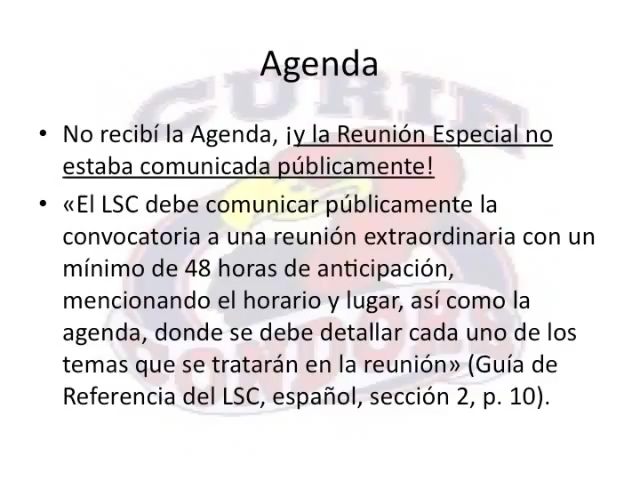 CURIE
Agenda
• No recibí la Agenda, ¡y la Reunión Especial no
estaba comunicada públicamente!
• «El LSC debe comunicar públicamente la
convocatoria a una reunión extraordinaria con un
mínimo de 48 horas de anticipación,
mencionando el horario y lugar, así como la
agenda, donde se debe detallar cada uno de los
temas que se tratarán en la reunión» (Guía de
Referencia del LSC, español, sección 2, p. 10).
CONDORS